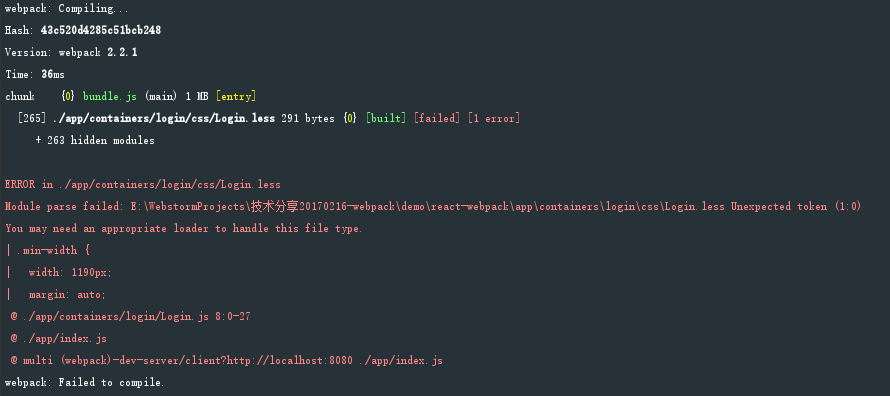 webpack: Compiling...
Hash: 43c520d4285c51bcb248
Version: webpack 2.2.1
Time: 36ms
chunk    {0} bundle.js (main) 1 MB [entry]
  [265] ./app/containers/login/css/Login.less 291 bytes {0} [built] [failed] [1 error]
     + 263 hidden modules
ERROR in ./app/containers/login/css/Login.less
Module parse failed: E:\WebstormProjects\技术分享20170216-webpack\demo\react-webpack\app\containers\login\css\Login.less Unexpected token (1:0)
You may need an appropriate loader to handle this file type.
| .min-width {
|   width: 1190px;
|   margin: auto;
 @ ./app/containers/login/Login.js 8:0-27
 @ ./app/index.js
 @ multi (webpack)-dev-server/client?http://localhost:8080 ./app/index.js
webpack: Failed to compile.